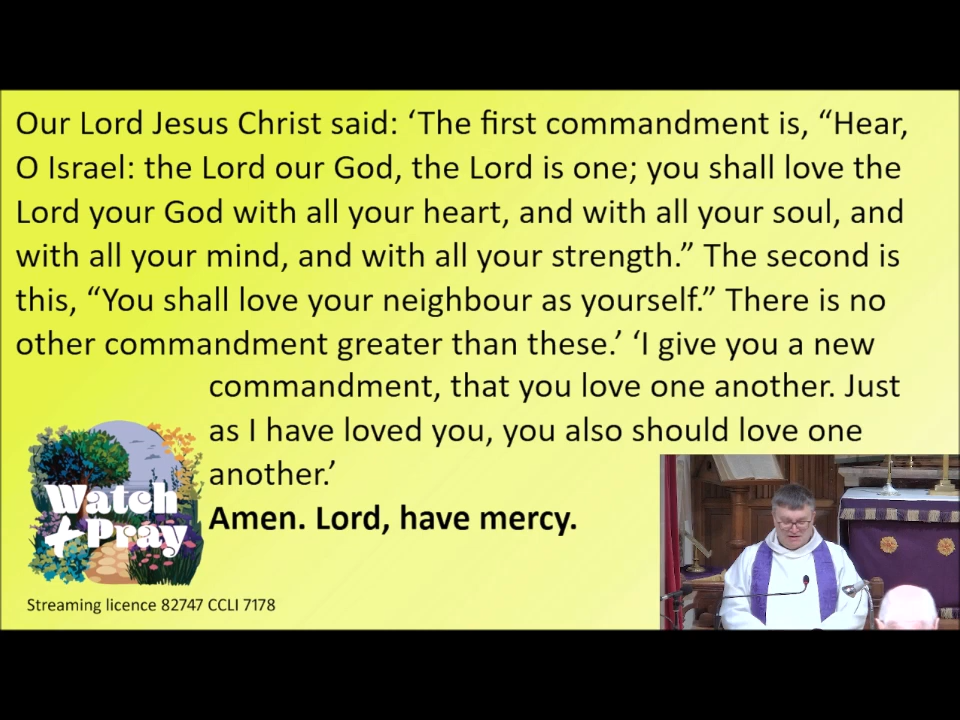 Our Lord Jesus Christ said: ‘The first commandment is, “Hear,
O Israel: the Lord our God, the Lord is one; you shall love the
Lord your God with all your heart, and with all your soul, and
with all your mind, and with all your strength.” The second is
this, “You shall love your neighbour as yourself.” There is no
other commandment greater than these.’ ‘I give you a new
commandment, that you love one another. Just
as I have loved you, you also should love one
another.’
Amen. Lord, have mercy.
Watch
+Pray
Streaming licence 82747 CCLI 7178